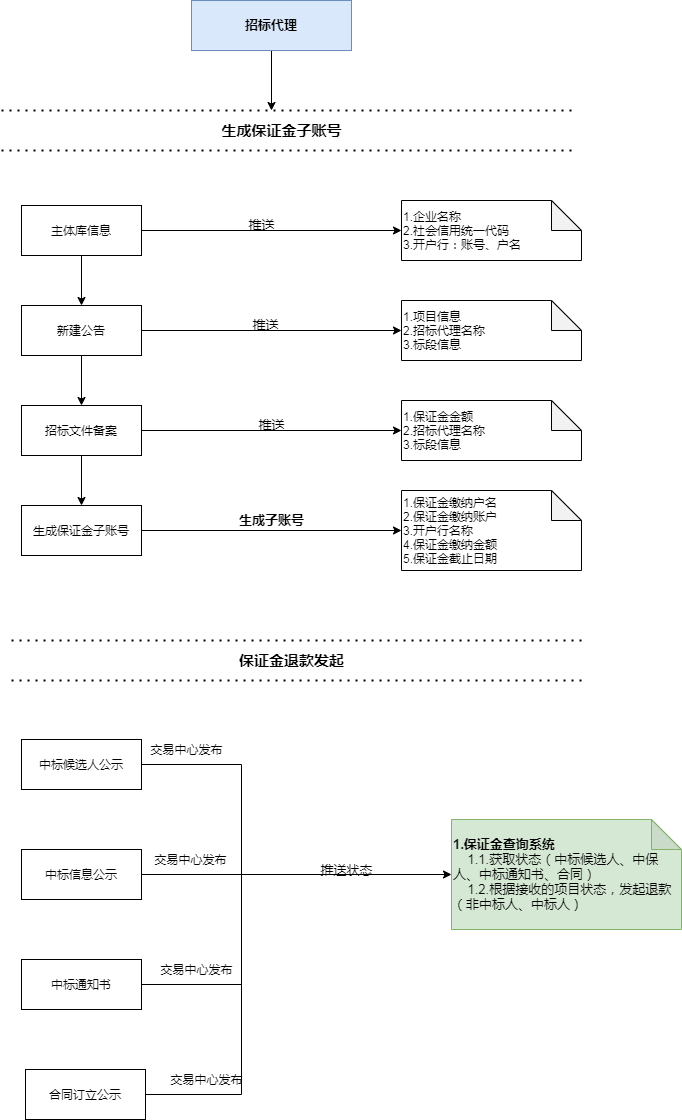 招标代理
生成保证金子账号
主体库信息
推送
1.企业名称
2.社会信用统一代码
3.开户行：账号、户名
新建公告
推送
1.项目信息
2.招标代理名称
3.标段信息
招标文件备案
推送
1.保证金金额
2.招标代理名称
3.标段信息
生成保证金子账号
生成子账号
1.保证金缴纳户名
2.保证金缴纳账户
3.开户行名称
4.保证金缴纳金额
5.保证金截止日期
保证金退款发起
中标候选人公示
交易中心发布
中标信息公示
交易中心发布
推送状态
1.保证金查询系统
1.1.获取状态（中标候选人、中保
人、中标通知书、合同）
1.2.根据接收的项目状态，发起退款
（非中标人、中标人）
中标通知书
交易中心发布
合同订立公示
交易中心发布